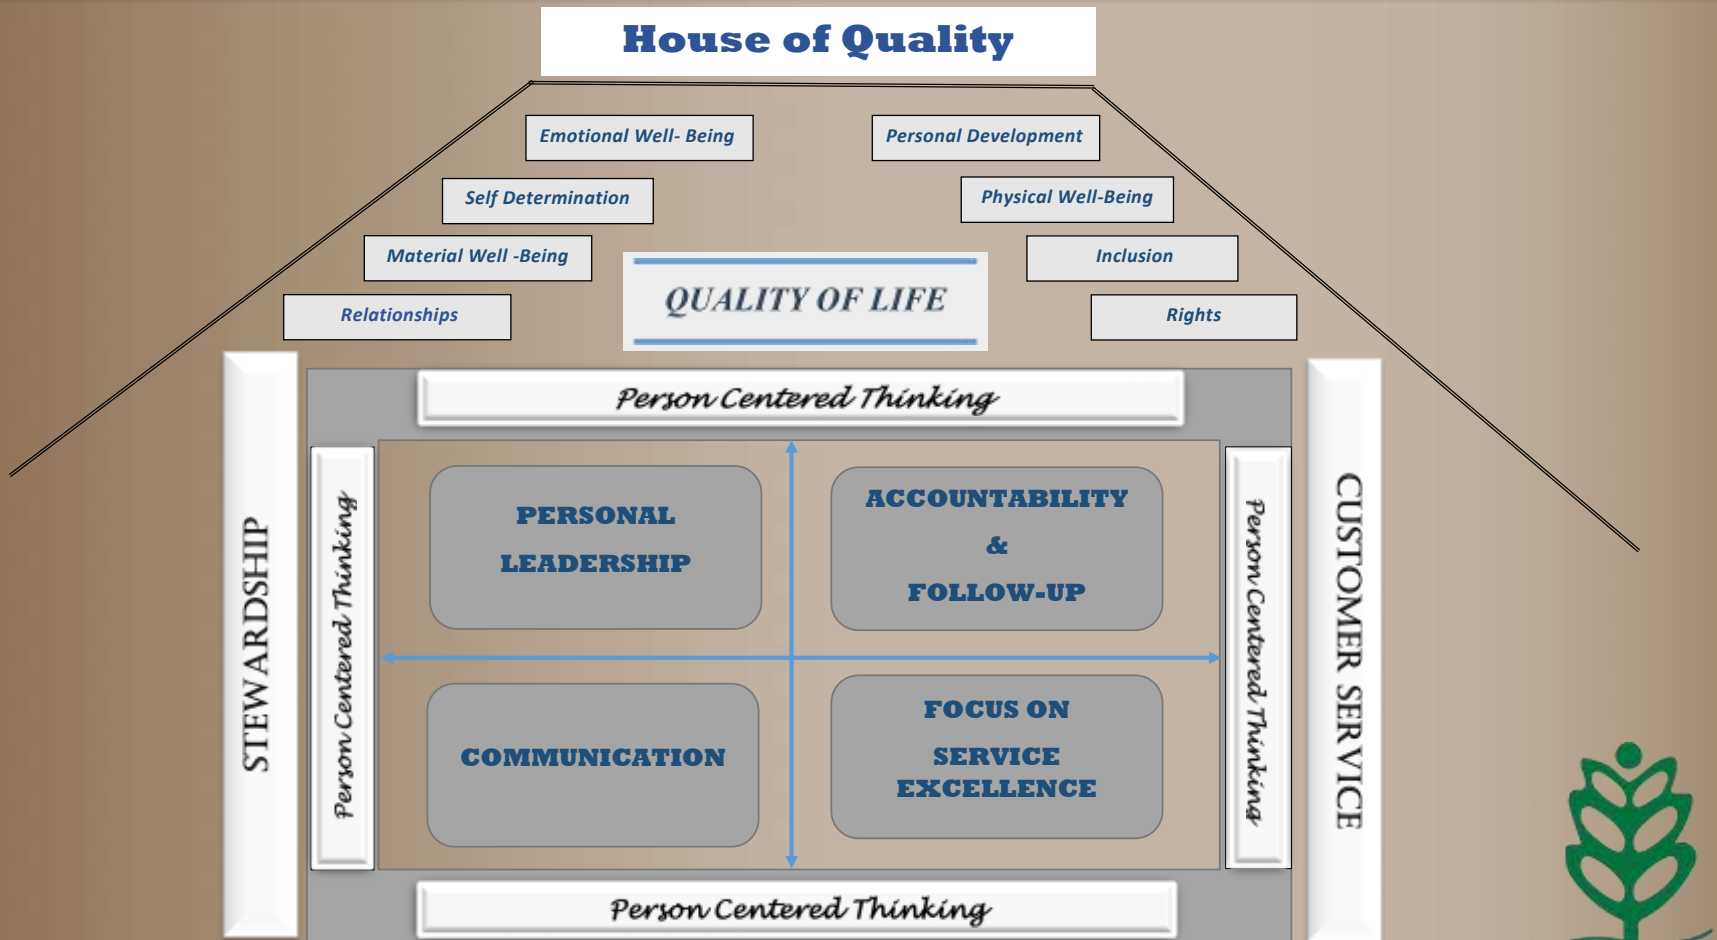 House of Quality
Emotional Well- Being
Personal Development
Self Determination
Physical Well-Being
Material Well -Being
Inclusion
QUALITY OF LIFE
Relationships
Rights
Person Centered Thinking
STEWARDSHIP
Person Centered Thinking
PERSONAL
LEADERSHIP
ACCOUNTABILITY
&
FOLLOW-UP
COMMUNICATION
FOCUS ON
SERVICE
EXCELLENCE
Person Centered Thinking
CUSTOMER SERVICE
Person Centered Thinking